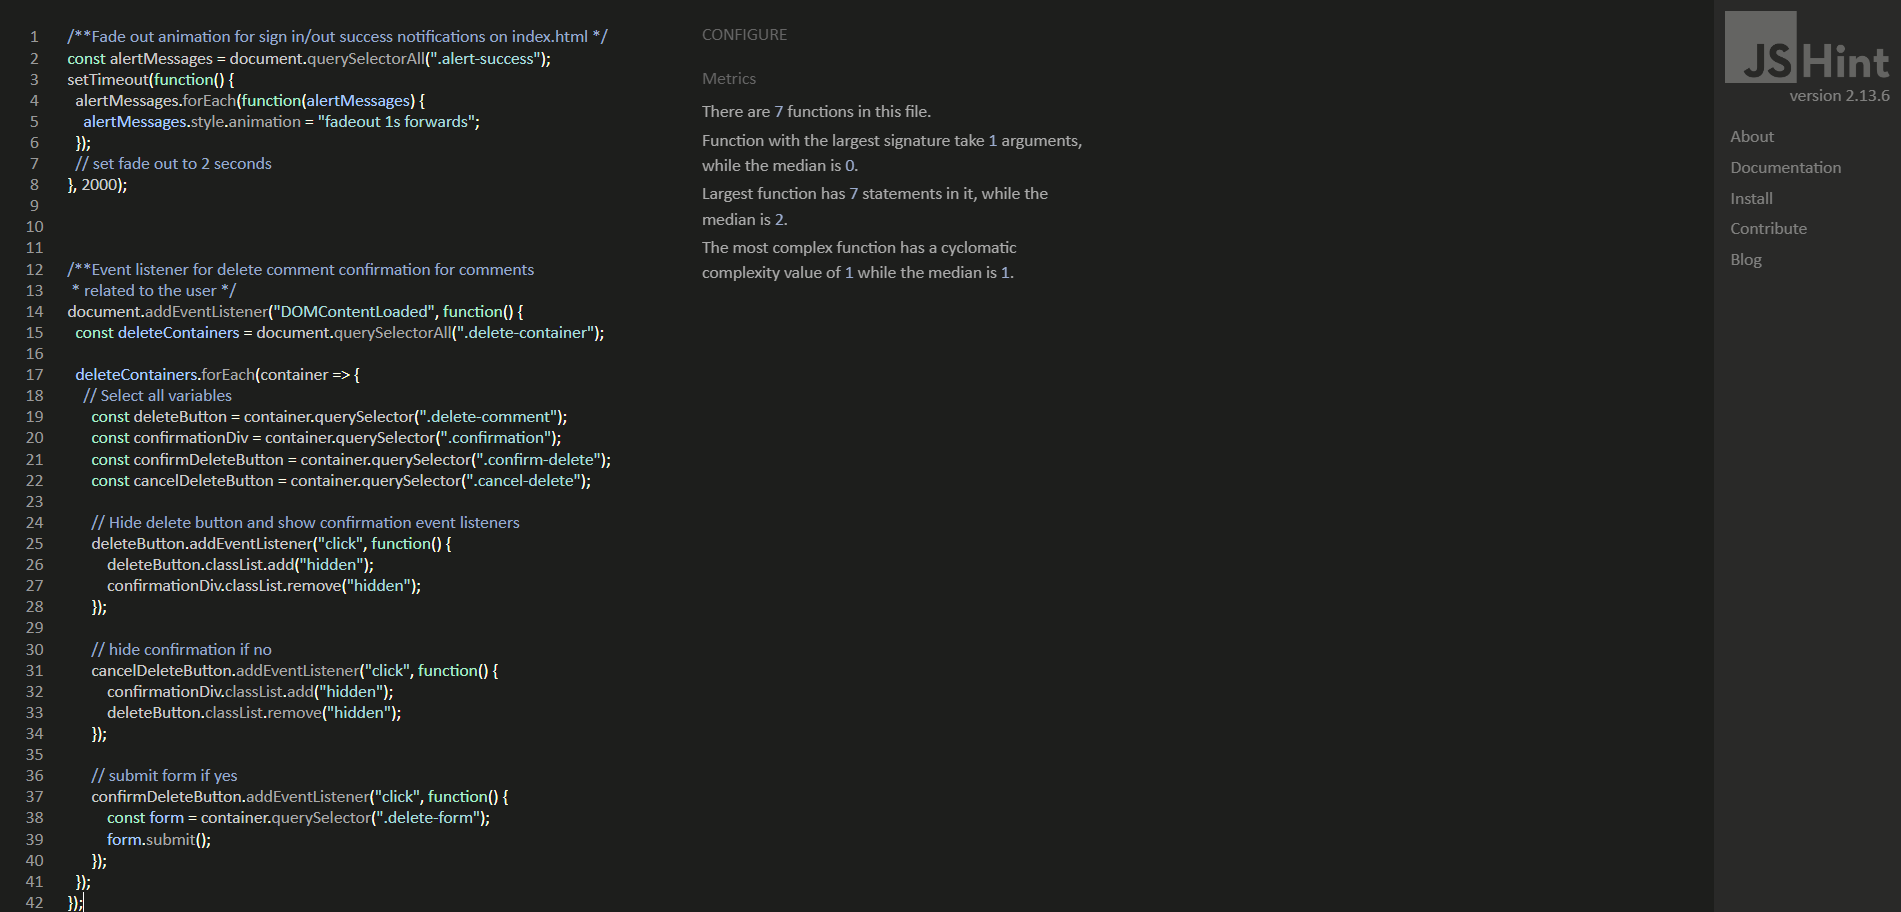 1 /**Fade out animation for sign in/out success notifications on index.html */
2 const alertMessages = document.querySelectorAll(".alert-success");
3 setTimeout(function() {
4 alertMessages.forEach(function(alertMessages) {
5 alertMessages.style.animation = "fadeout 1s forwards";
6 });
7 // set fade out to 2 seconds
8 }, 2000);
9
10
11
12 /**Event listener for delete comment confirmation for comments
13 * related to the user */
14 document.addEventListener("DOMContentLoaded", function() {
15 const deleteContainers = document.querySelectorAll(".delete-container");
16
17 deleteContainers.forEach(container => {
18 // Select all variables
19 const deleteButton = container.querySelector(".delete-comment");
20 const confirmationDiv = container.querySelector(".confirmation");
21 const confirmDeleteButton = container.querySelector(".confirm-delete");
22 const cancelDeleteButton = container.querySelector(".cancel-delete");
23
24 // Hide delete button and show confirmation event listeners
25 deleteButton.addEventListener("click", function() {
26 deleteButton.classList.add("hidden");
27 confirmationDiv.classList.remove("hidden");
28 });
29
30 // hide confirmation if no
31 cancelDeleteButton.addEventListener("click", function() {
32 confirmationDiv.classList.add("hidden");
33 deleteButton.classList.remove("hidden");
34 });
35
36 // submit form if yes
37 confirmDeleteButton.addEventListener("click", function() {
38 const form = container.querySelector(".delete-form");
39 form.submit();
40 });
41 });
42 });
CONFIGURE
Metrics
There are 7 functions in this file.
Function with the largest signature take 1 arguments,
while the median is 0.
Largest function has 7 statements in it, while the
median is 2.
The most complex function has a cyclomatic
complexity value of 1 while the median is 1.
JSHint
version 2.13.6
About
Documentation
Install
Contribute
Blog